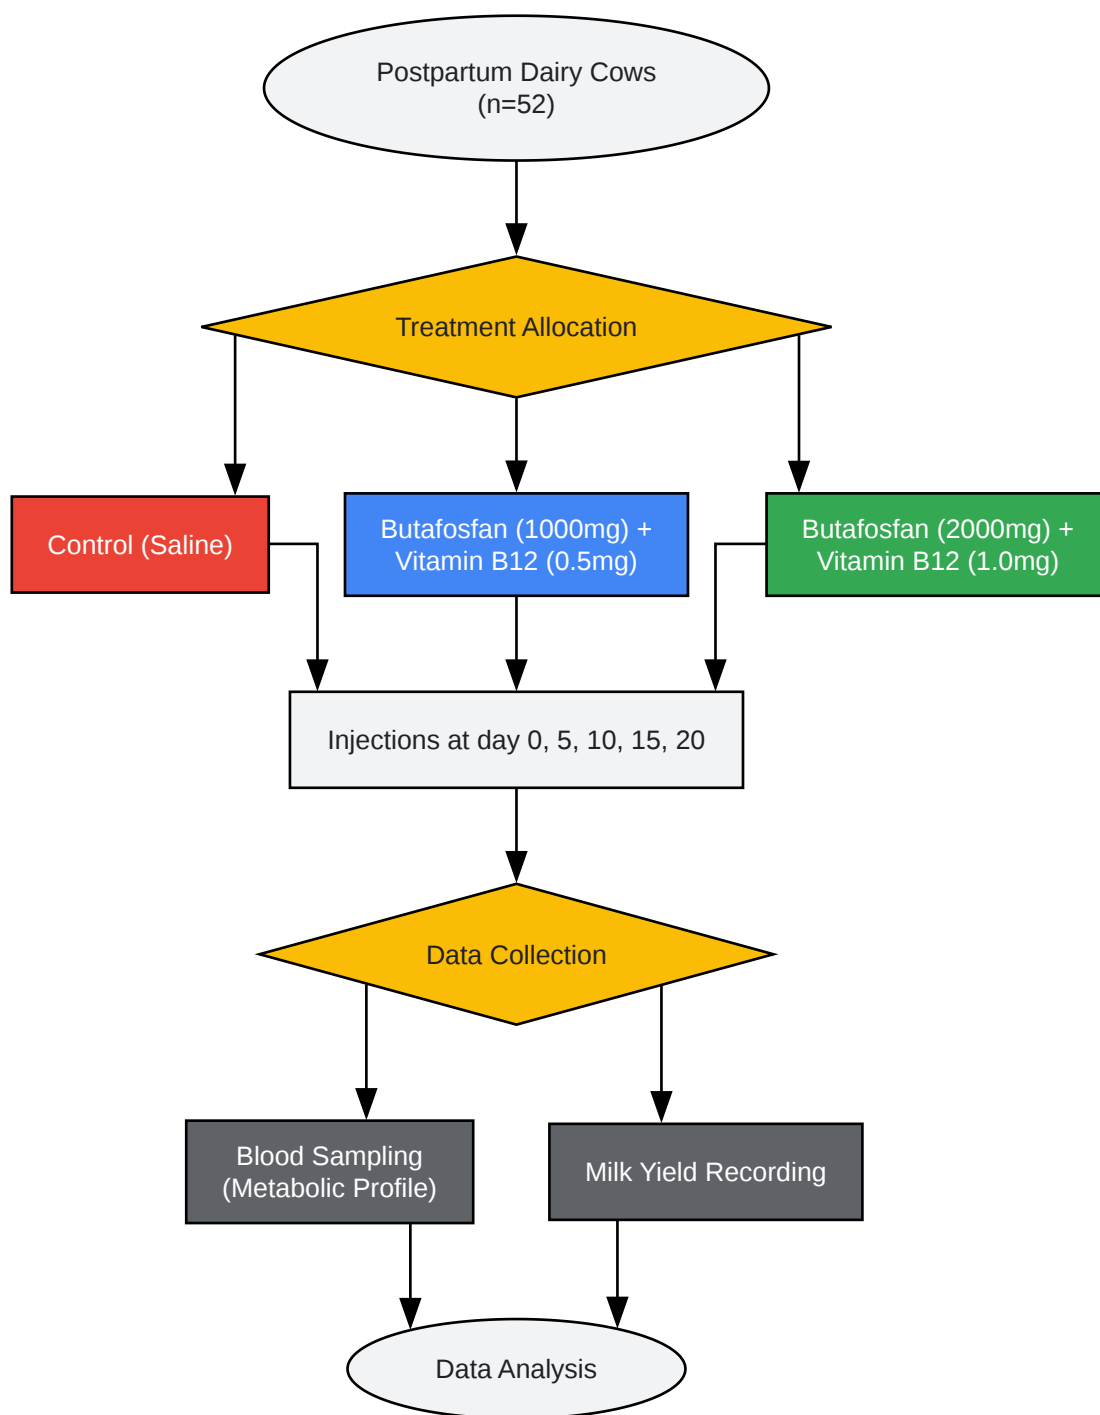 Postpartum Dairy Cows
(n=52)
Treatment Allocation
Control (Saline)
Butafosfan (1000mg) +
Vitamin B12 (0.5mg)
Butafosfan (2000mg) +
Vitamin B12 (1.0mg)
Injections at day 0, 5, 10, 15, 20
Data Collection
Blood Sampling
(Metabolic Profile)
Milk Yield Recording
Data Analysis